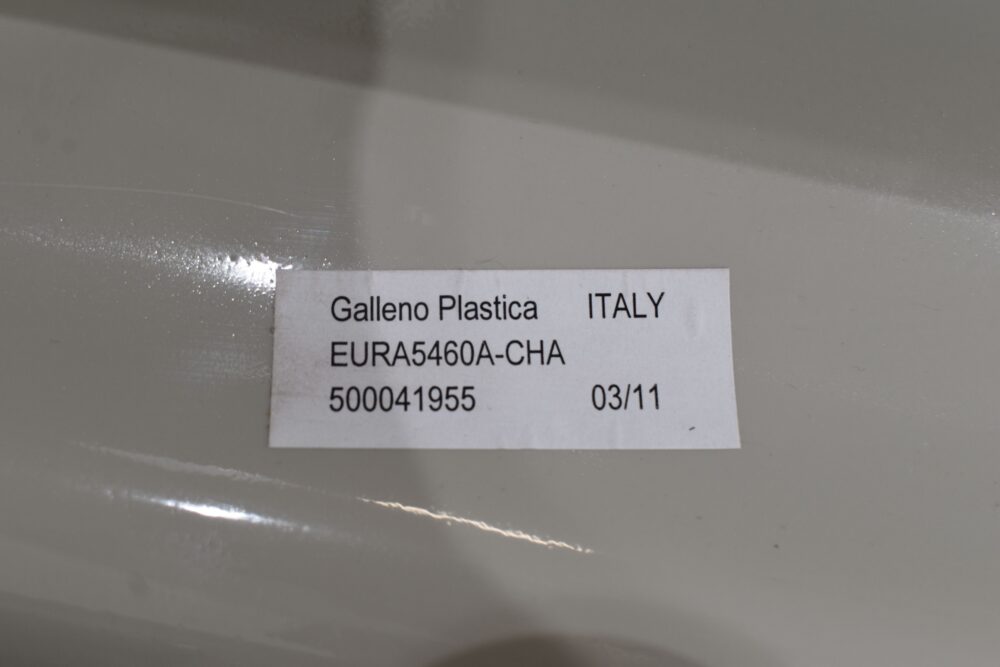 Galleno Plastica ITALY
EURA5460A-CHA
500041955 03/11